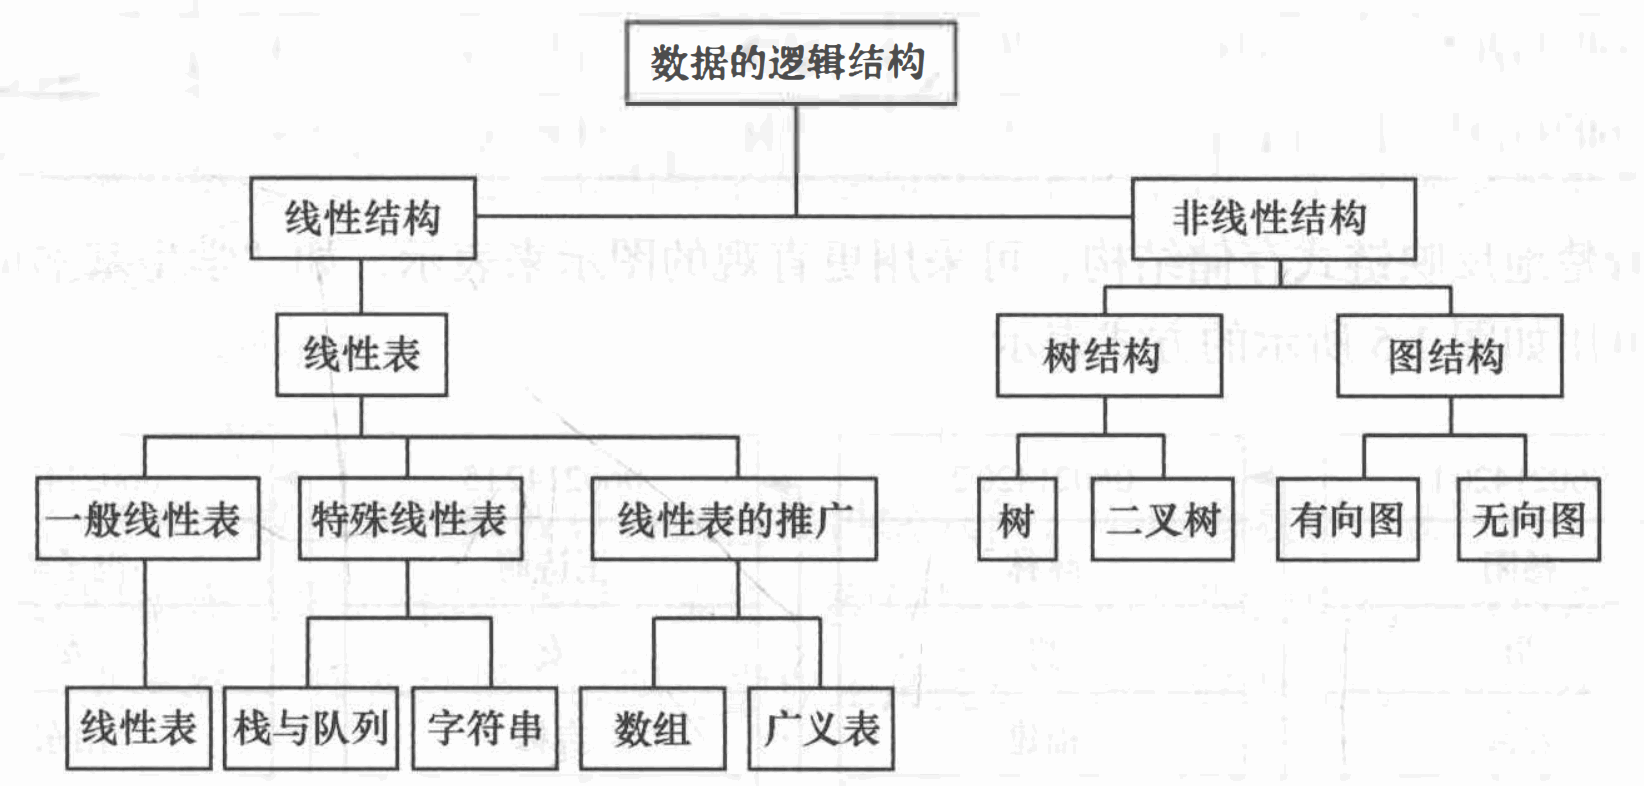 数据的逻辑结构
线性结构
非线性结构
线性表
树结构
图结构
一般线性表
特殊线性表
线性表的推广
树
二叉树
有向图
无向图
线性表
栈与队列
字符串
数组
广义表